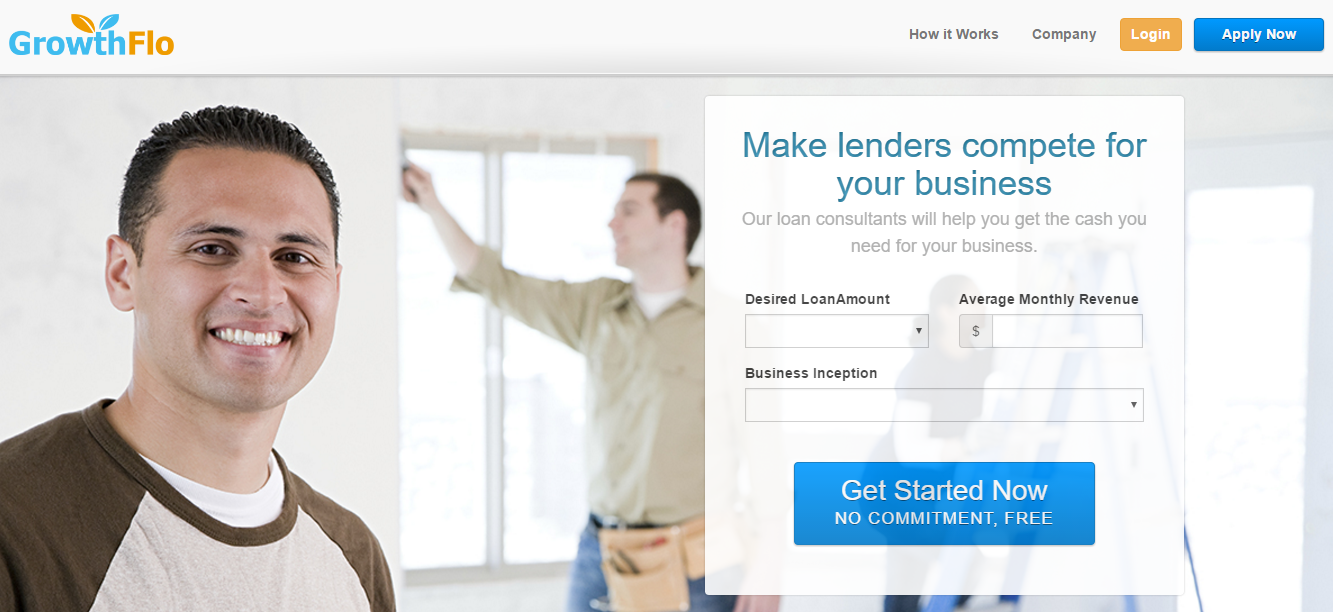 GrowthFlo
How it Works
Company
Login
Apply Now
Make lenders compete for
your business
Our loan consultants will help you get the cash you
need for your business.
Desired LoanAmount
Average Monthly Revenue
$
Business Inception
Get Started Now
NO COMMITMENT, FREE